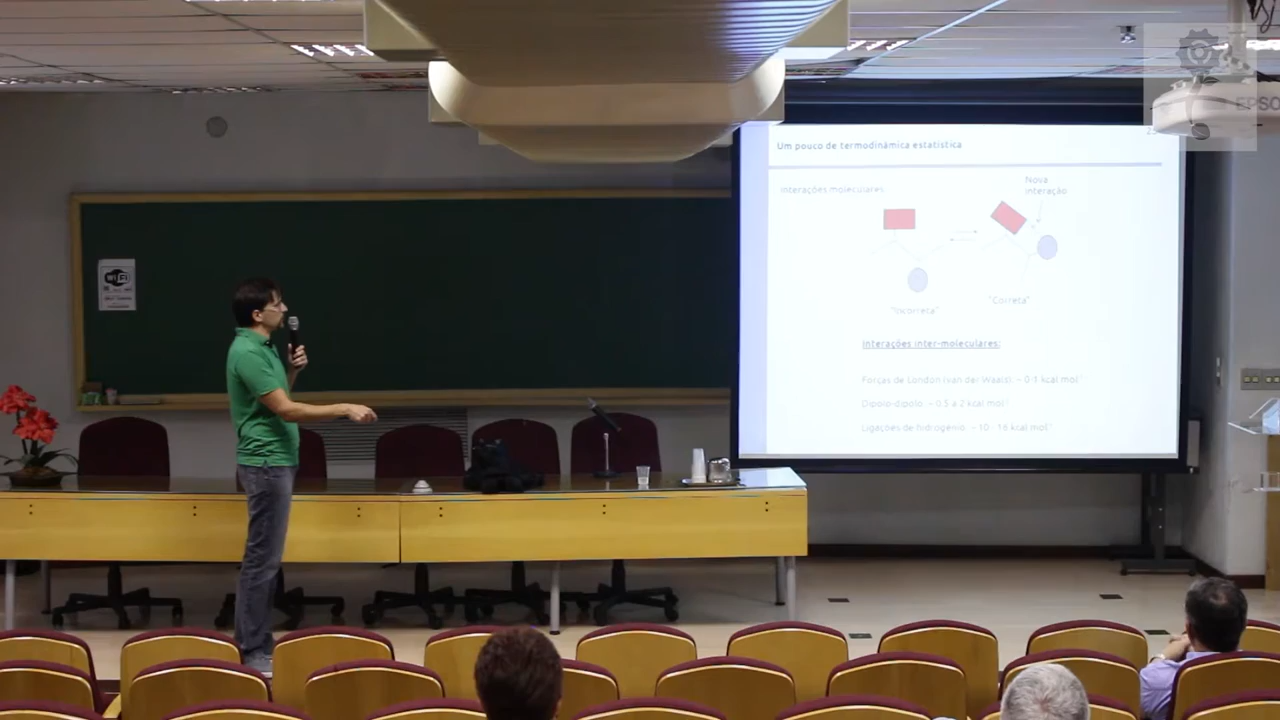 Um pouco de termodinâmica estatística
Interações moleculares
Nova
interação
"Incorreta"
"Correta"
Interações inter-moleculares:
Forças de London (van der Waals): ~ 0-1 kcal mol⁻¹
Dipolo-dipolo: ~ 0.5 a 2 kcal mol⁻¹
Ligações de hidrogênio: ~ 10 - 16 kcal mol⁻¹
WiFi
EPSO